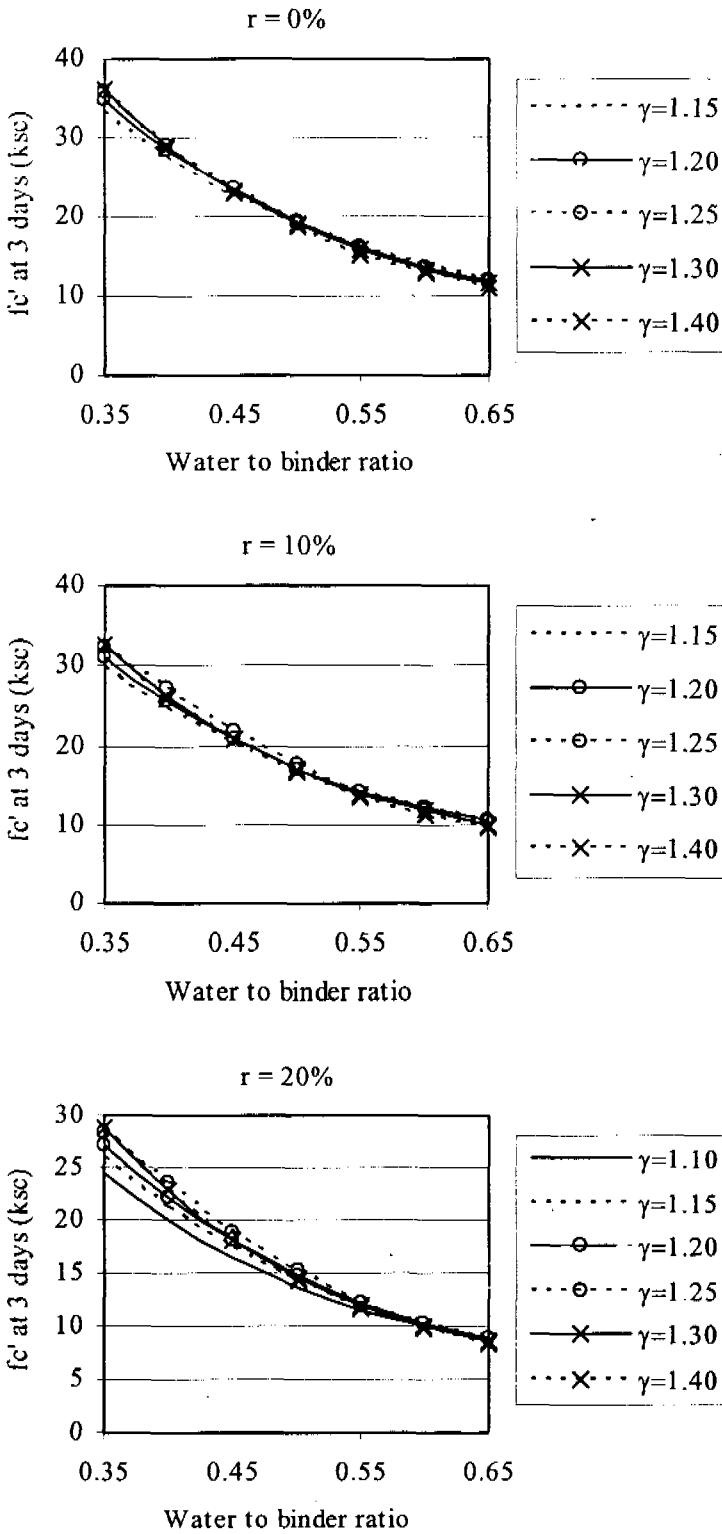 r = 0%
40
30
20
10
0
fc' at 3 days (ksc)
0.35 0.45 0.55 0.65
Water to binder ratio
γ=1.15
γ=1.20
γ=1.25
γ=1.30
γ=1.40
r = 10%
40
30
20
10
0
fc' at 3 days (ksc)
0.35 0.45 0.55 0.65
Water to binder ratio
γ=1.15
γ=1.20
γ=1.25
γ=1.30
γ=1.40
r = 20%
30
25
20
15
10
5
0
fc' at 3 days (ksc)
0.35 0.45 0.55 0.65
Water to binder ratio
γ=1.10
γ=1.15
γ=1.20
γ=1.25
γ=1.30
γ=1.40